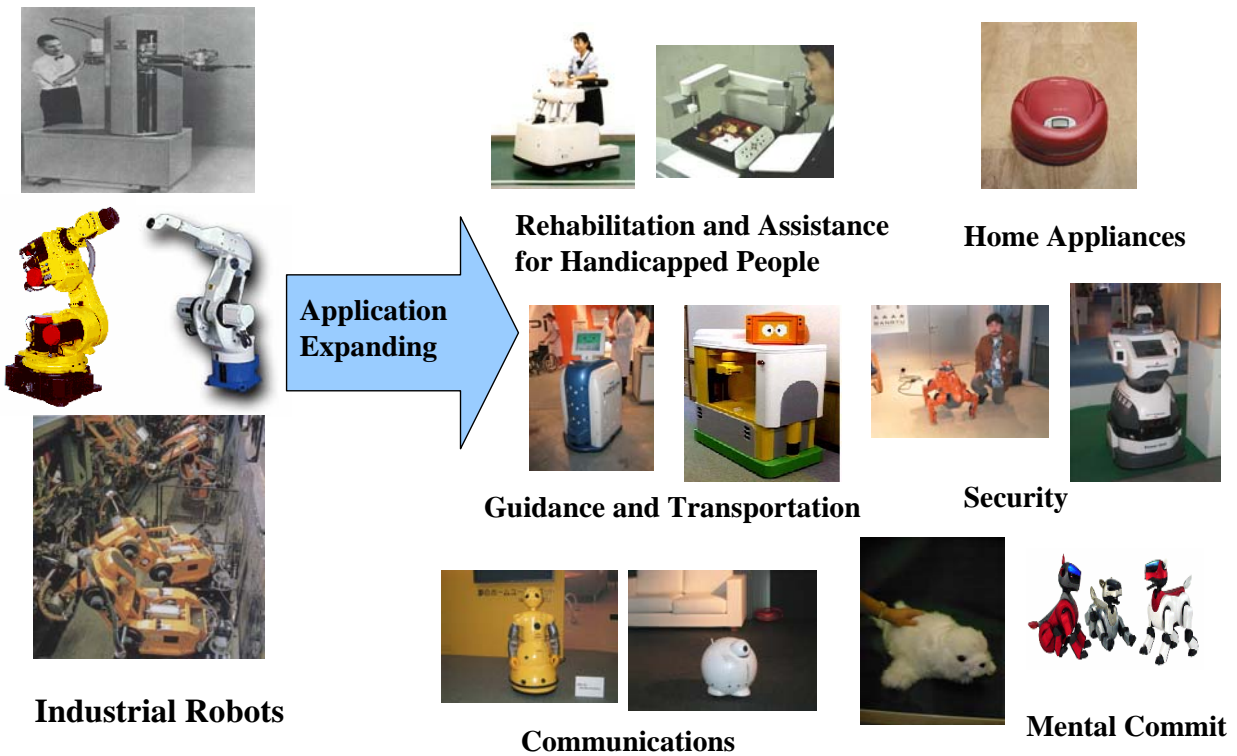 Rehabilitation and Assistance
for Handicapped People
Home Appliances
Application
Expanding
Guidance and Transportation
Security
Industrial Robots
Communications
Mental Commit